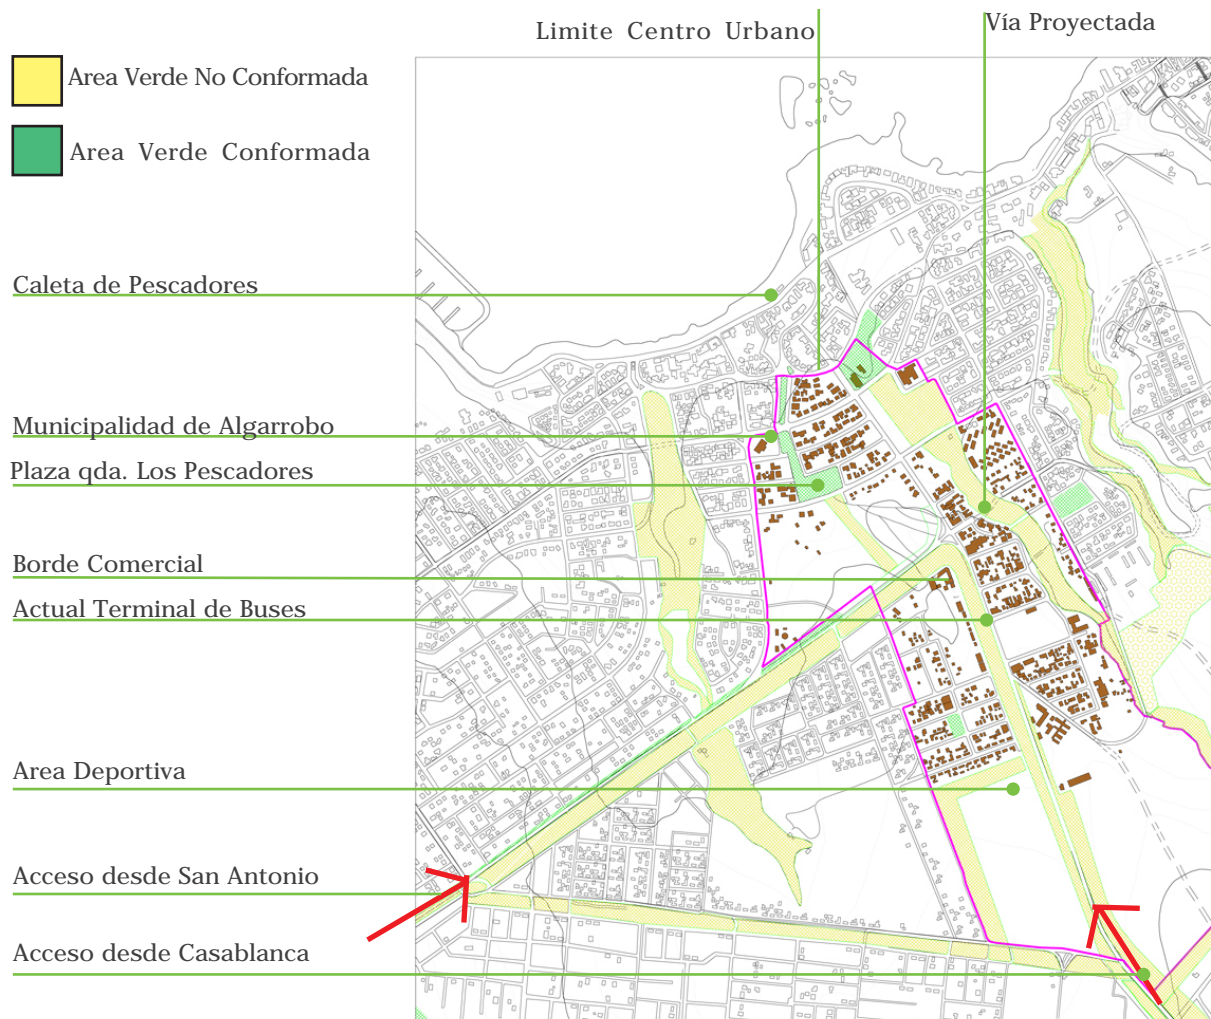 Limite Centro Urbano
Vía Proyectada
Area Verde No Conformada
Area Verde Conformada
Caleta de Pescadores
Municipalidad de Algarrobo
Plaza qda. Los Pescadores
Borde Comercial
Actual Terminal de Buses
Area Deportiva
Acceso desde San Antonio
Acceso desde Casablanca